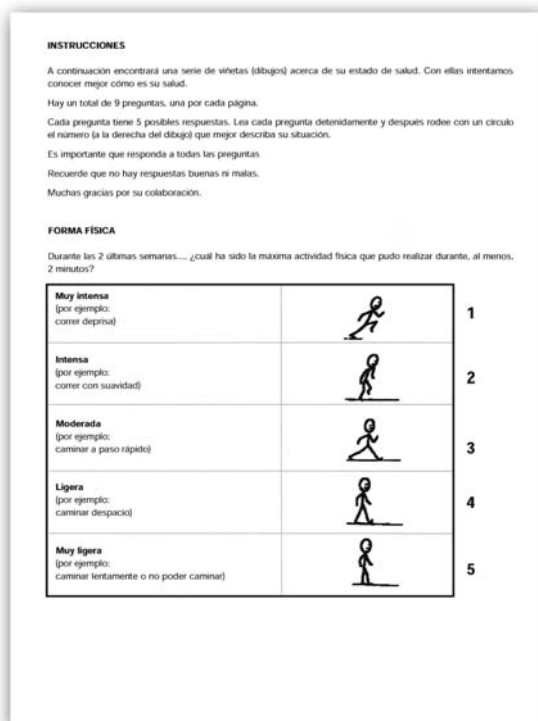 INSTRUCCIONES
A continuación encontrará una serie de viñetas (dibujos) acerca de su estado de salud. Con ellas intentamos
conocer mejor cómo es su salud.
Hay un total de 9 preguntas, una por cada página.
Cada pregunta tiene 5 posibles respuestas. Lea cada pregunta detenidamente y después rodee con un círculo
el número (a la derecha del dibujo) que mejor describa su situación.
Es importante que responda a todas las preguntas
Recuerde que no hay respuestas buenas ni malas.
Muchas gracias por su colaboración.
FORMA FÍSICA
Durante las 2 últimas semanas.... ¿cuál ha sido la máxima actividad física que pudo realizar durante, al menos,
2 minutos?
Muy intensa
(por ejemplo:
correr deprisa)
1
Intensa
(por ejemplo:
correr con suavidad)
2
Moderada
(por ejemplo:
caminar a paso rápido)
3
Ligera
(por ejemplo:
caminar despacio)
4
Muy ligera
(por ejemplo:
caminar lentamente o no poder caminar)
5